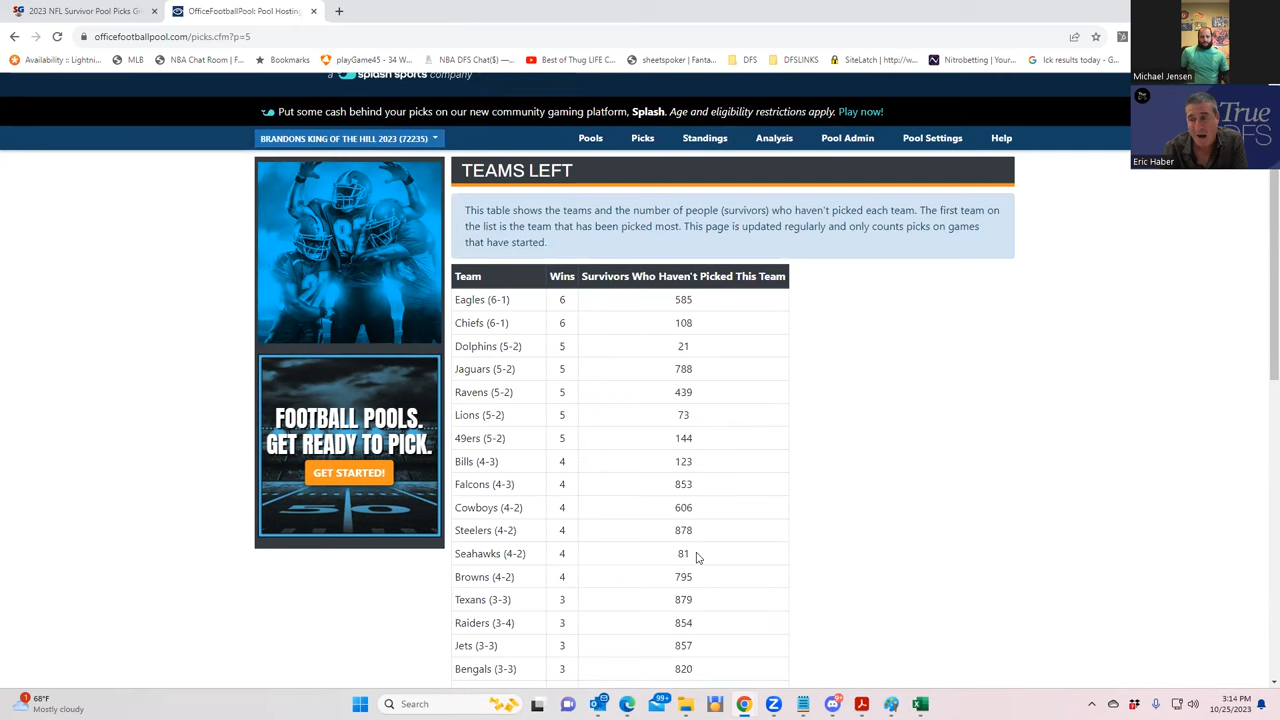 2023 NFL Survivor Pool Picks Gr
OfficeFootballPool: Pool Hosting
officefootballpool.com/picks.cfm?p=5
Availability :: Lightni...
MLB
NBA Chat Room | F...
Bookmarks
playGame45 - 34 W...
NBA DFS Chat($) —...
Best of Thug LIFE C...
sheetspoker | Fanta...
DFS
DFSLINKS
SiteLatch | http://w...
Nitrobetting | Your...
Ick results today - G...
Michael Jensen
True
DFS
Eric Haber
a splash sports company
Put some cash behind your picks on our new community gaming platform, Splash. Age and eligibility restrictions apply. Play now!
BRANDONS KING OF THE HILL 2023 (72235)
Pools Picks Standings Analysis Pool Admin Pool Settings Help
TEAMS LEFT
This table shows the teams and the number of people (survivors) who haven't picked each team. The first team on
the list is the team that has been picked most. This page is updated regularly and only counts picks on games
that have started.
Team Wins Survivors Who Haven't Picked This Team
Eagles (6-1) 6 585
Chiefs (6-1) 6 108
Dolphins (5-2) 5 21
Jaguars (5-2) 5 788
Ravens (5-2) 5 439
Lions (5-2) 5 73
49ers (5-2) 5 144
Bills (4-3) 4 123
Falcons (4-3) 4 853
Cowboys (4-2) 4 606
Steelers (4-2) 4 878
Seahawks (4-2) 4 81
Browns (4-2) 4 795
Texans (3-3) 3 879
Raiders (3-4) 3 854
Jets (3-3) 3 857
Bengals (3-3) 3 820
FOOTBALL POOLS.
GET READY TO PICK.
GET STARTED!
50
1
68°F
Mostly cloudy
Search
99+
3:14 PM
10/25/2023